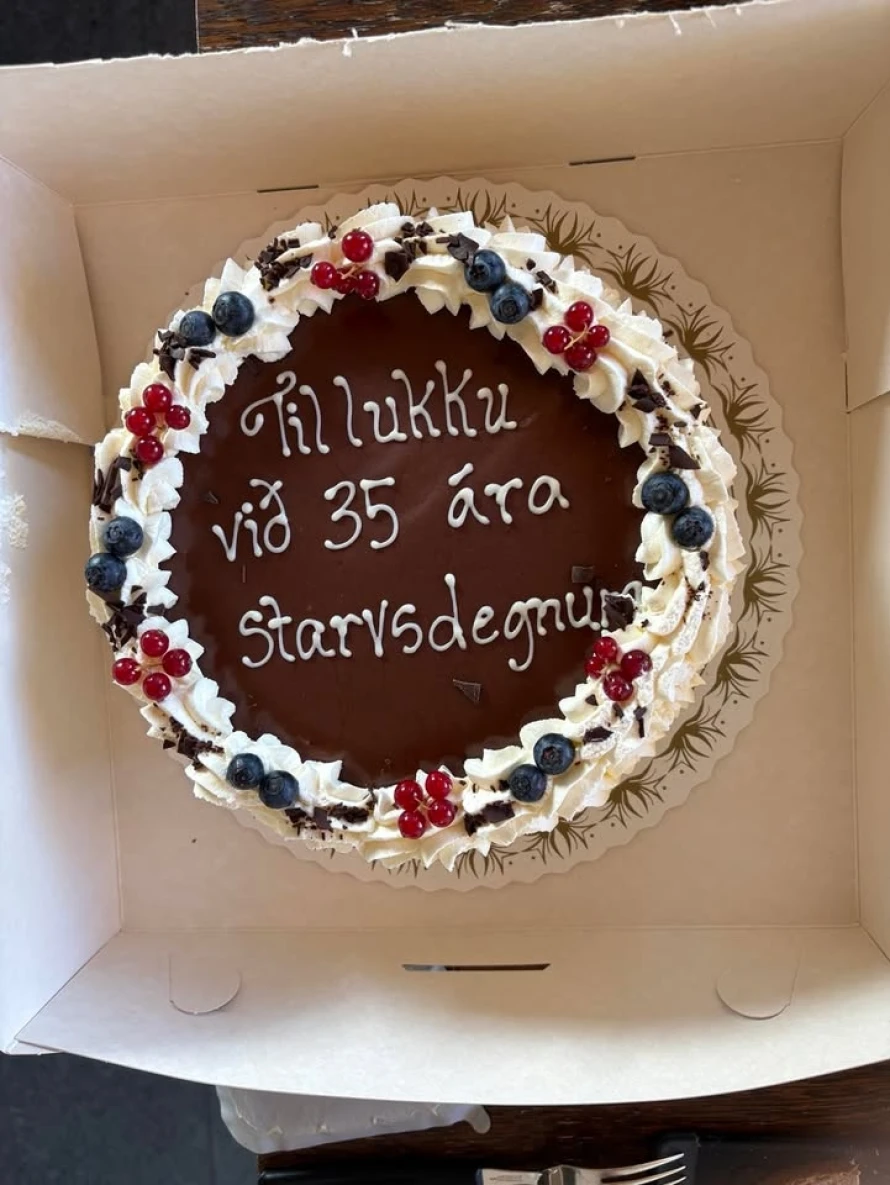 Til lukku
við 35 ára
starvsdegnum